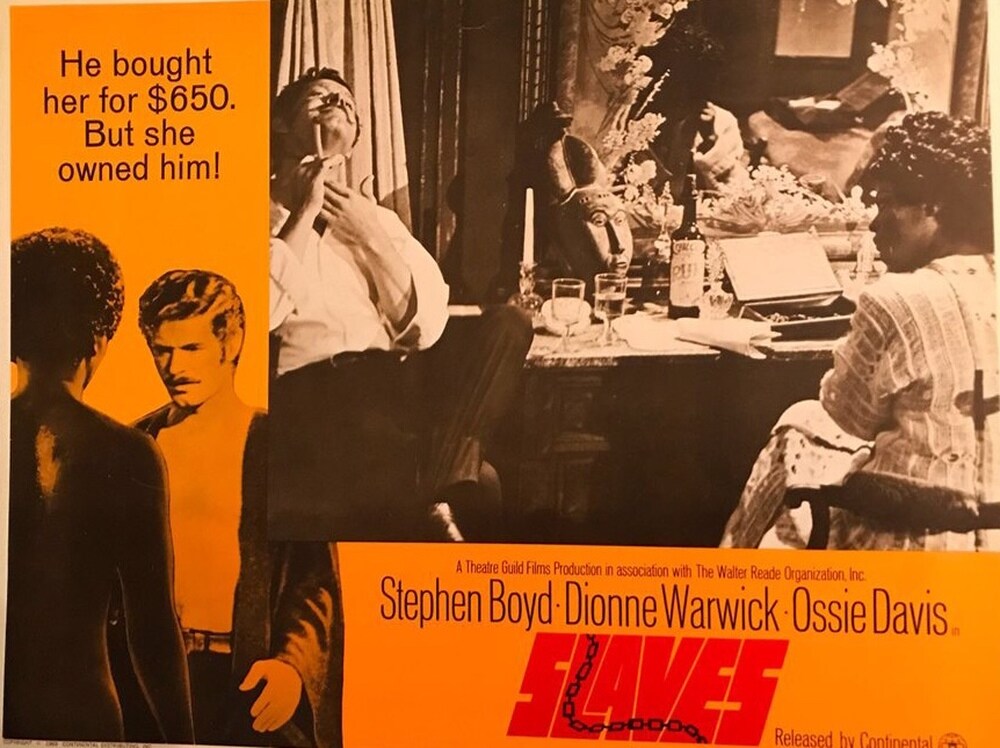 He bought
her for $650.
But she
owned him!
A Theatre Guild Films Production in association with The Walter Reade Organization, Inc.
Stephen Boyd · Dionne Warwick · Ossie Davis in
SLAVES
Released by Continental